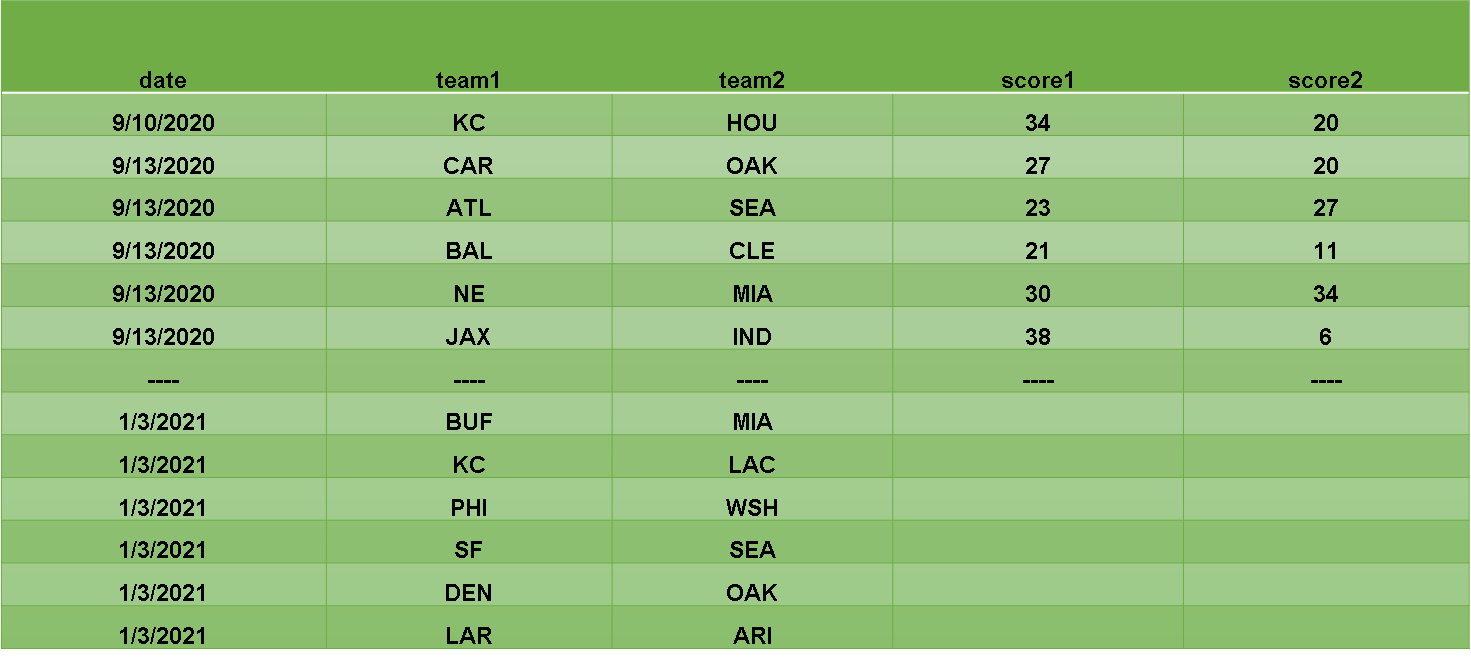 date team1 team2 score1 score2
9/10/2020 KC HOU 34 20
9/13/2020 CAR OAK 27 20
9/13/2020 ATL SEA 23 27
9/13/2020 BAL CLE 21 11
9/13/2020 NE MIA 30 34
9/13/2020 JAX IND 38 6
---- ---- ---- ---- ----
1/3/2021 BUF MIA
1/3/2021 KC LAC
1/3/2021 PHI WSH
1/3/2021 SF SEA
1/3/2021 DEN OAK
1/3/2021 LAR ARI